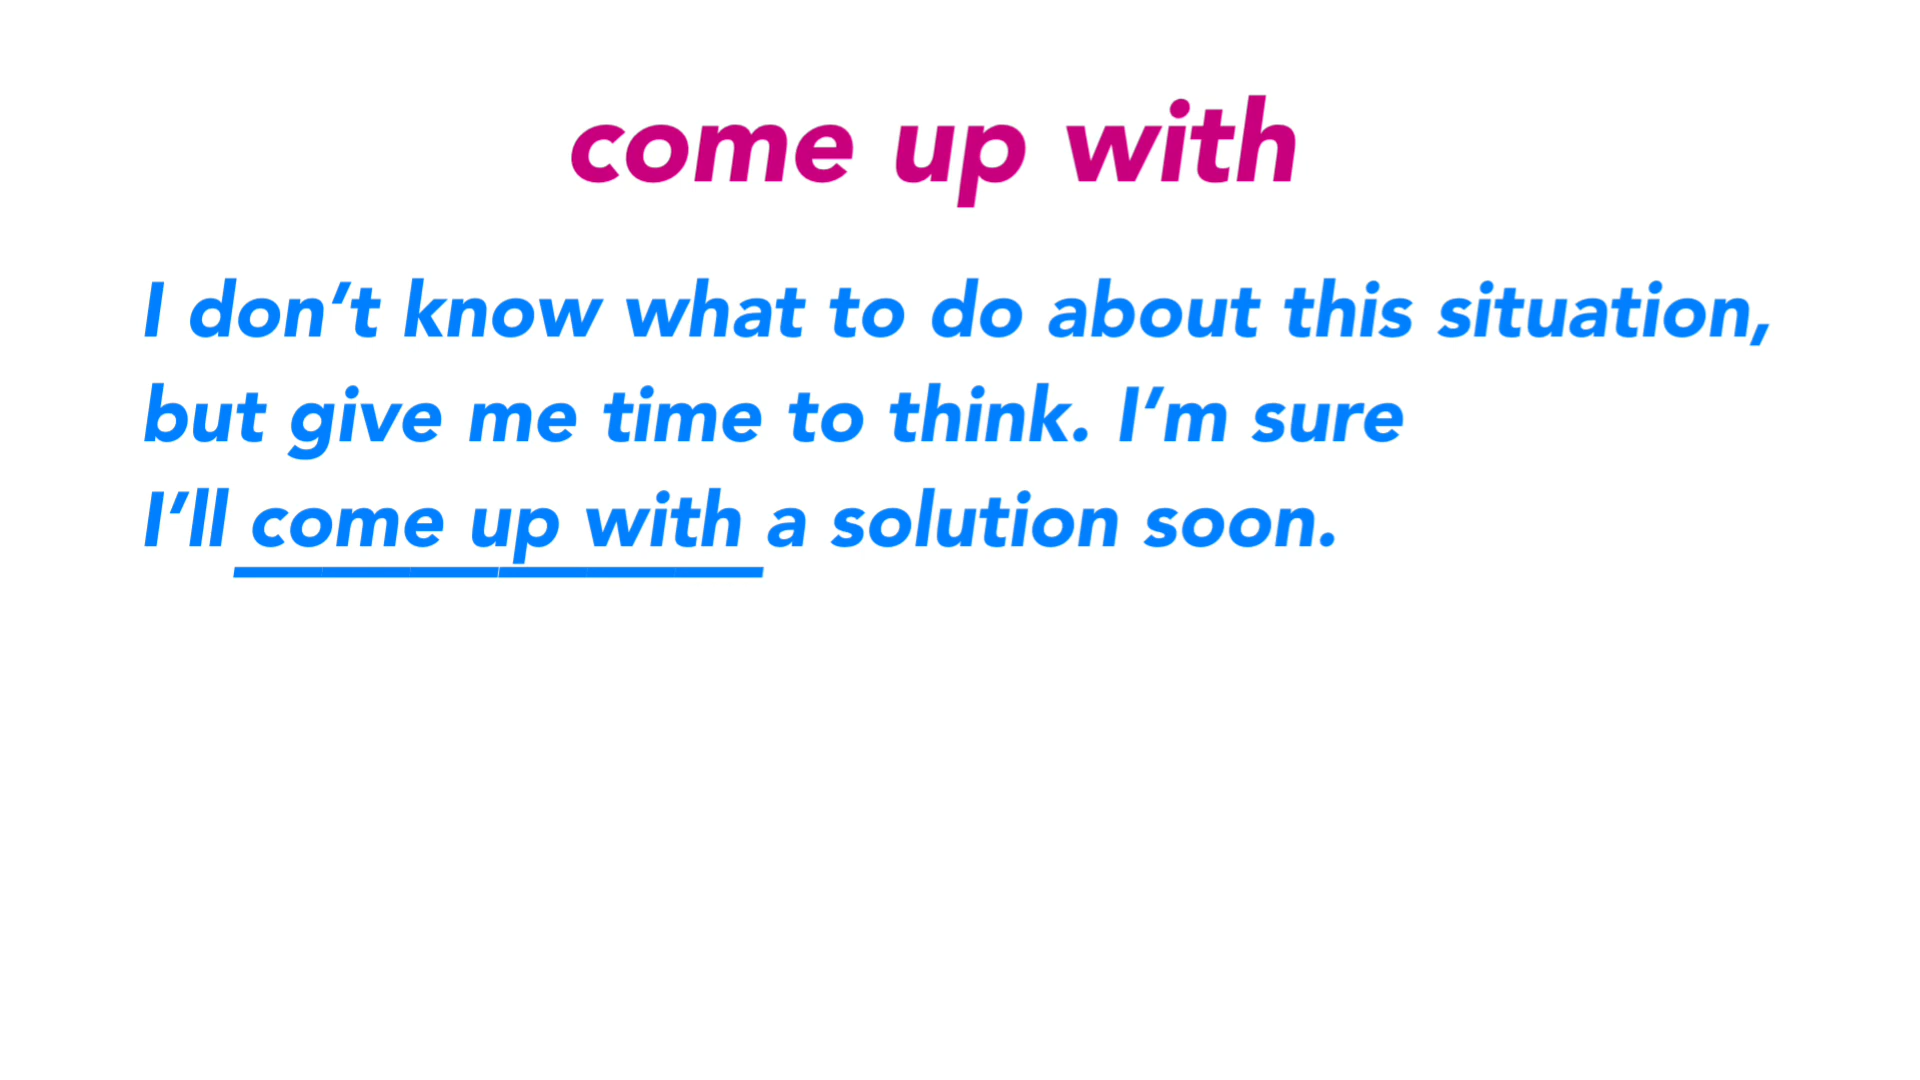 come up with
I don’t know what to do about this situation,
but give me time to think. I’m sure
I’ll come up with a solution soon.